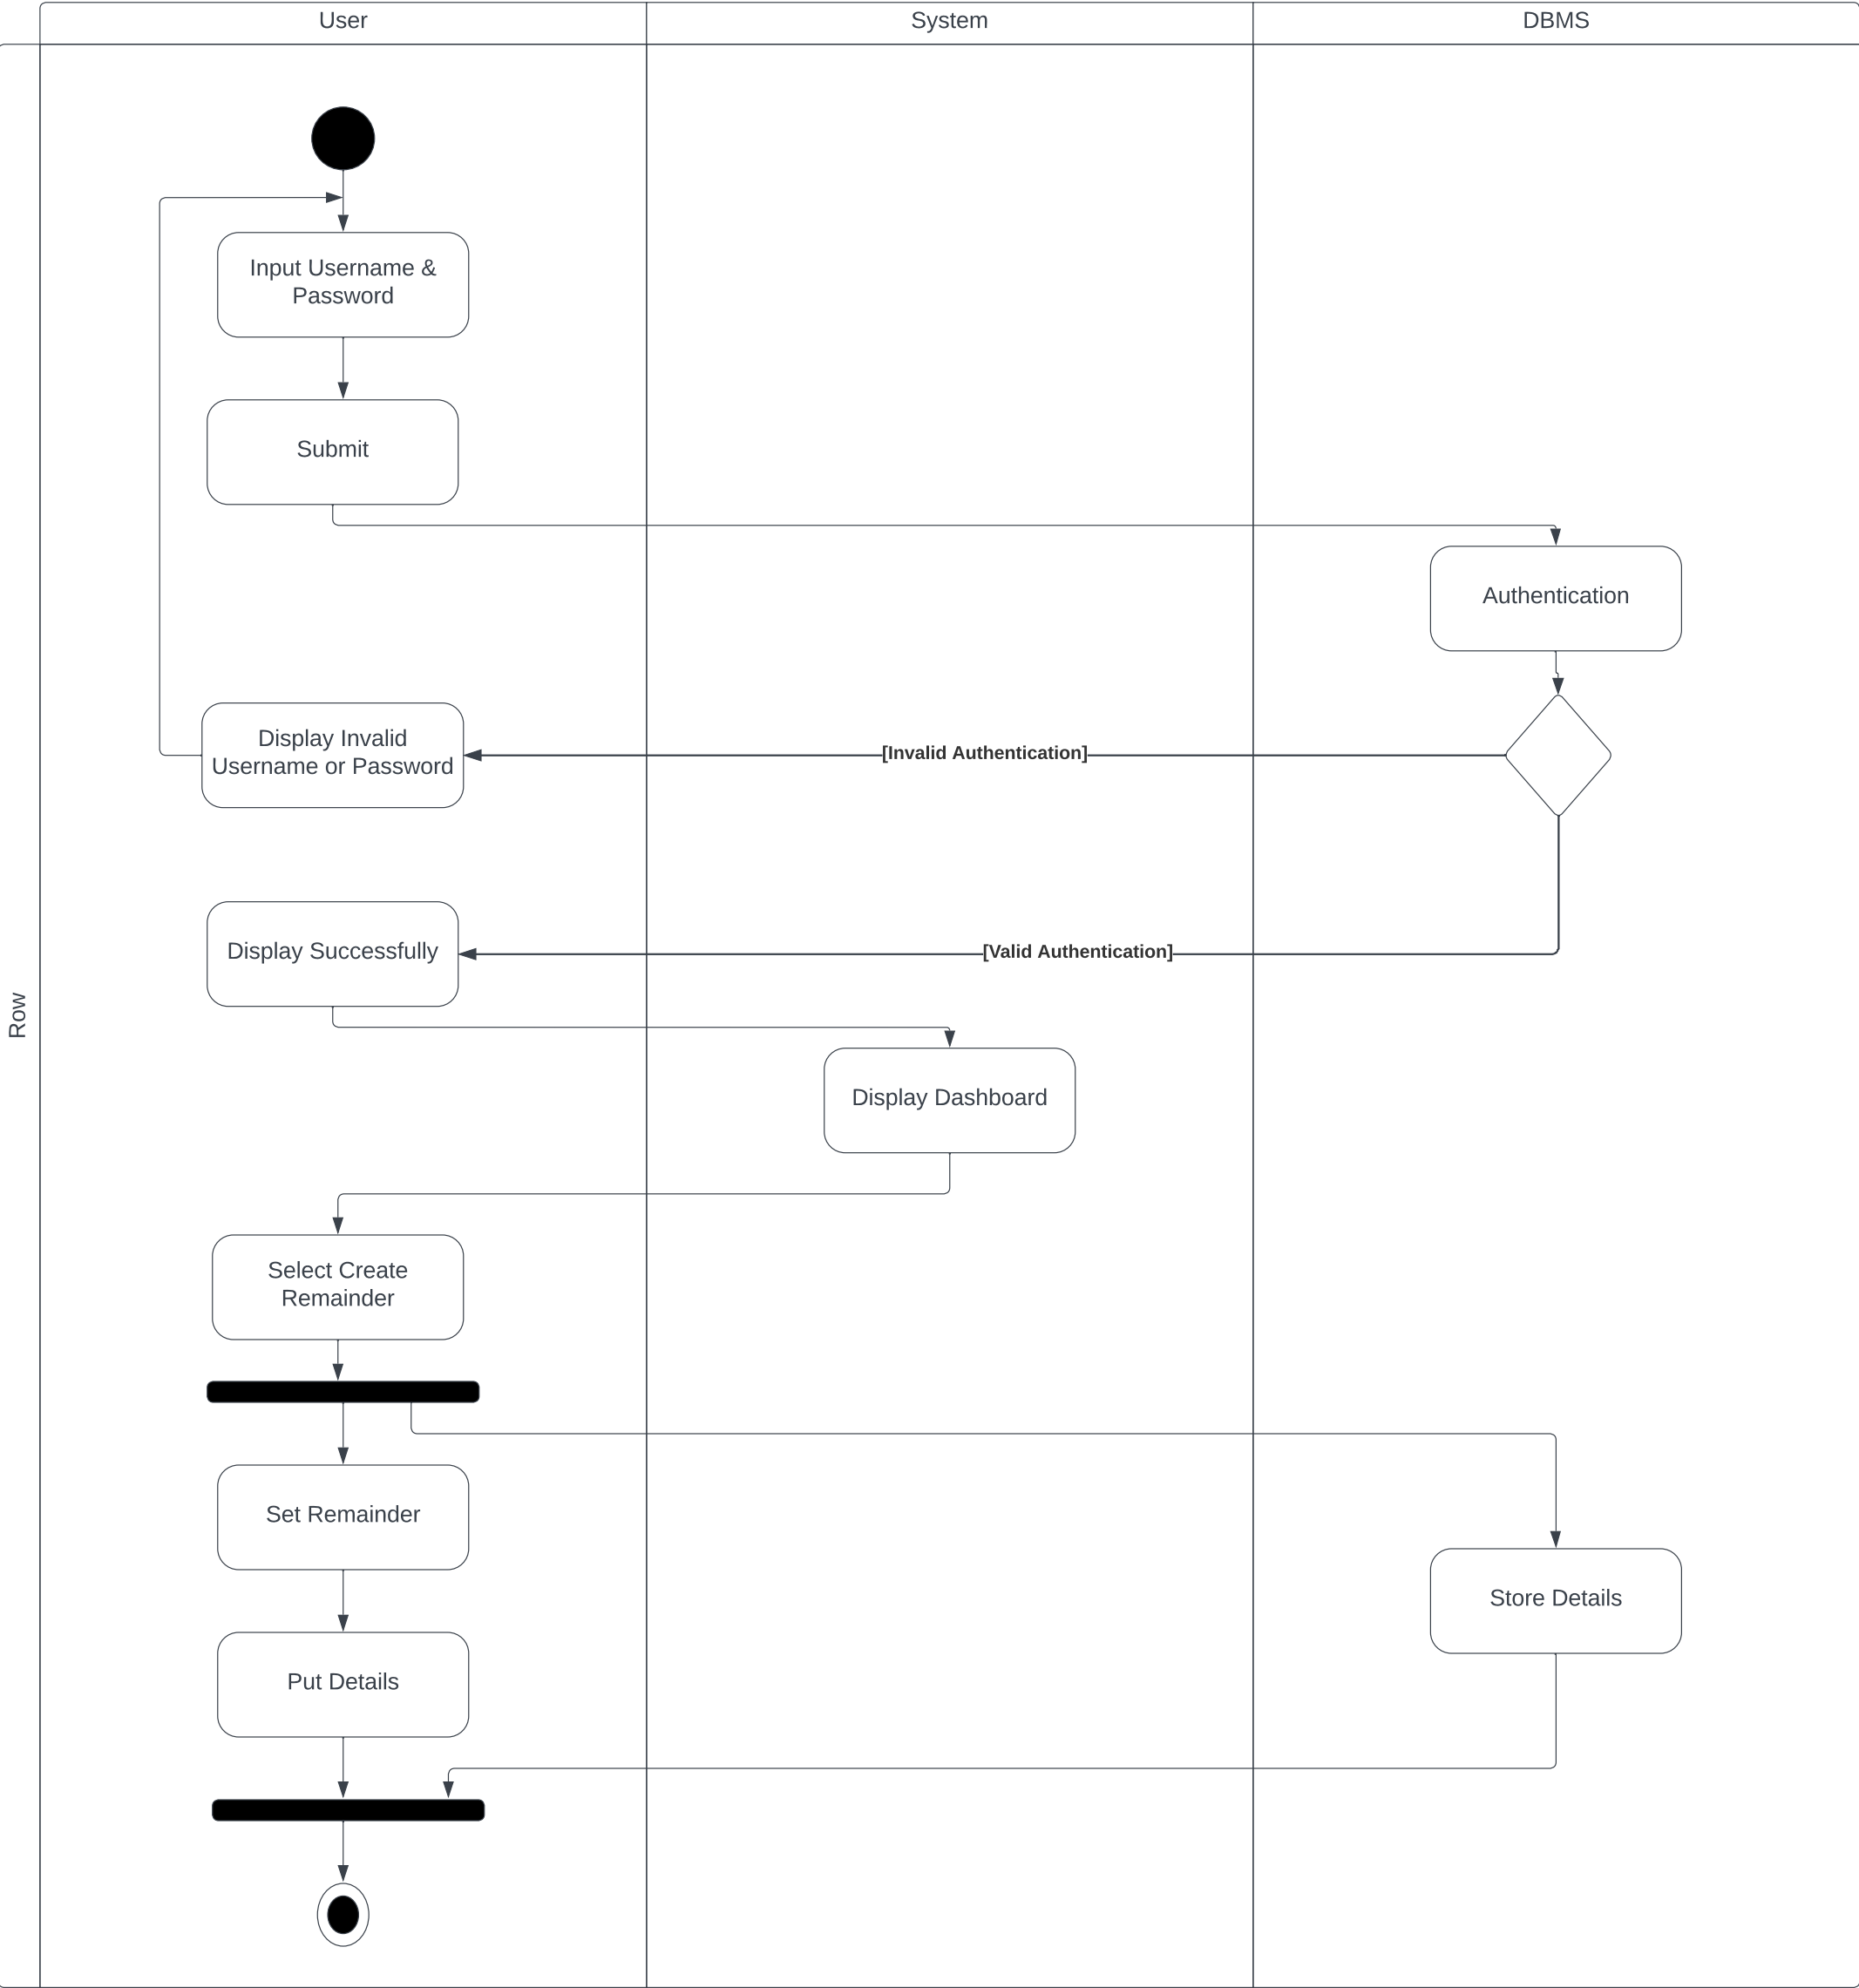 User
System
DBMS
Row
Input Username &
Password
Submit
Authentication
Display Invalid
Username or Password
[Invalid Authentication]
Display Successfully
[Valid Authentication]
Display Dashboard
Select Create
Remainder
Set Remainder
Store Details
Put Details